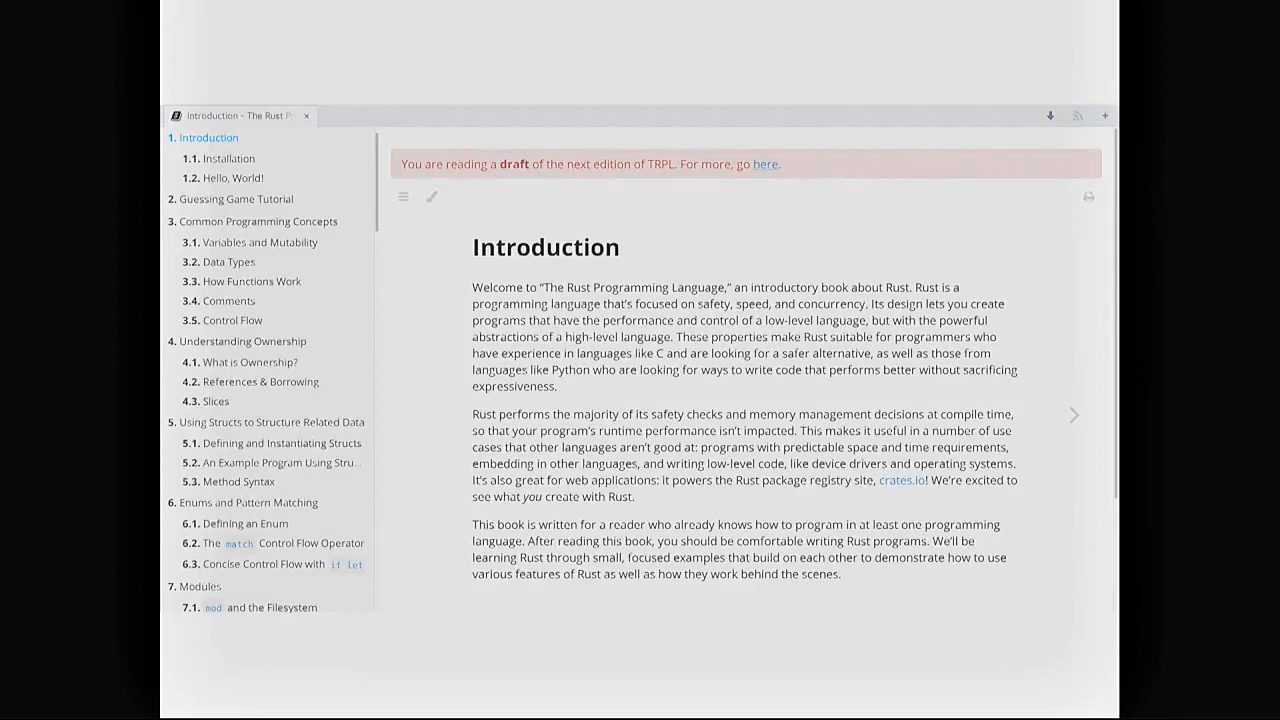 Introduction - The Rust Pr
1. Introduction
1.1. Installation
1.2. Hello, World!
2. Guessing Game Tutorial
3. Common Programming Concepts
3.1. Variables and Mutability
3.2. Data Types
3.3. How Functions Work
3.4. Comments
3.5. Control Flow
4. Understanding Ownership
4.1. What is Ownership?
4.2. References & Borrowing
4.3. Slices
5. Using Structs to Structure Related Data
5.1. Defining and Instantiating Structs
5.2. An Example Program Using Stru...
5.3. Method Syntax
6. Enums and Pattern Matching
6.1. Defining an Enum
6.2. The match Control Flow Operator
6.3. Concise Control Flow with if let
7. Modules
7.1. mod and the Filesystem
You are reading a draft of the next edition of TRPL. For more, go here.
Introduction
Welcome to “The Rust Programming Language,” an introductory book about Rust. Rust is a
programming language that’s focused on safety, speed, and concurrency. Its design lets you create
programs that have the performance and control of a low-level language, but with the powerful
abstractions of a high-level language. These properties make Rust suitable for programmers who
have experience in languages like C and are looking for a safer alternative, as well as those from
languages like Python who are looking for ways to write code that performs better without sacrificing
expressiveness.
Rust performs the majority of its safety checks and memory management decisions at compile time,
so that your program’s runtime performance isn’t impacted. This makes it useful in a number of use
cases that other languages aren’t good at: programs with predictable space and time requirements,
embedding in other languages, and writing low-level code, like device drivers and operating systems.
It’s also great for web applications: it powers the Rust package registry site, crates.io! We’re excited to
see what you create with Rust.
This book is written for a reader who already knows how to program in at least one programming
language. After reading this book, you should be comfortable writing Rust programs. We’ll be
learning Rust through small, focused examples that build on each other to demonstrate how to use
various features of Rust as well as how they work behind the scenes.